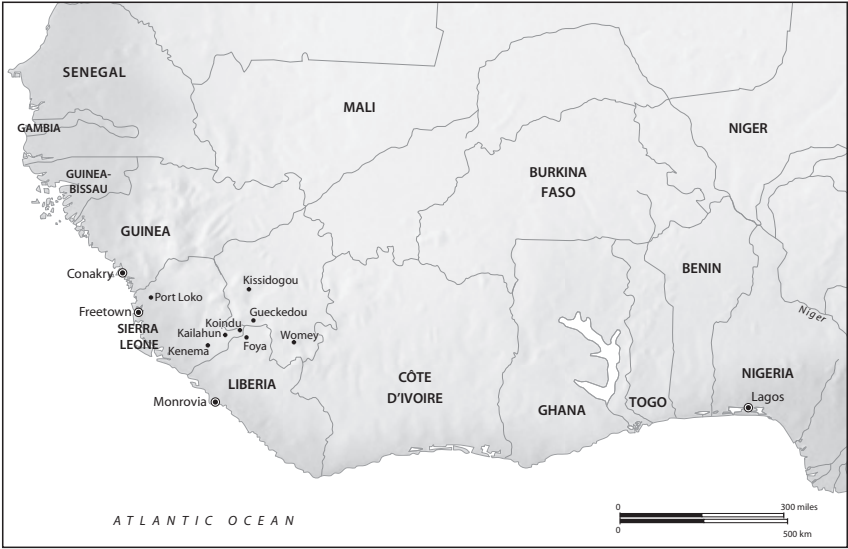 SENEGAL
MALI
GAMBIA
NIGER
GUINEA-
BISSAU
BURKINA
FASO
GUINEA
Conakry
BENIN
Kissidogou
Port Loko
Freetown
Gueckedou
Niger
SIERRA
LEONE
Koindu
Kailahun
Womey
Kenema
Foya
LIBERIA
CÔTE
D'IVOIRE
NIGERIA
Monrovia
GHANA
TOGO
Lagos
ATLANTIC OCEAN
0
300 miles
0
500 km